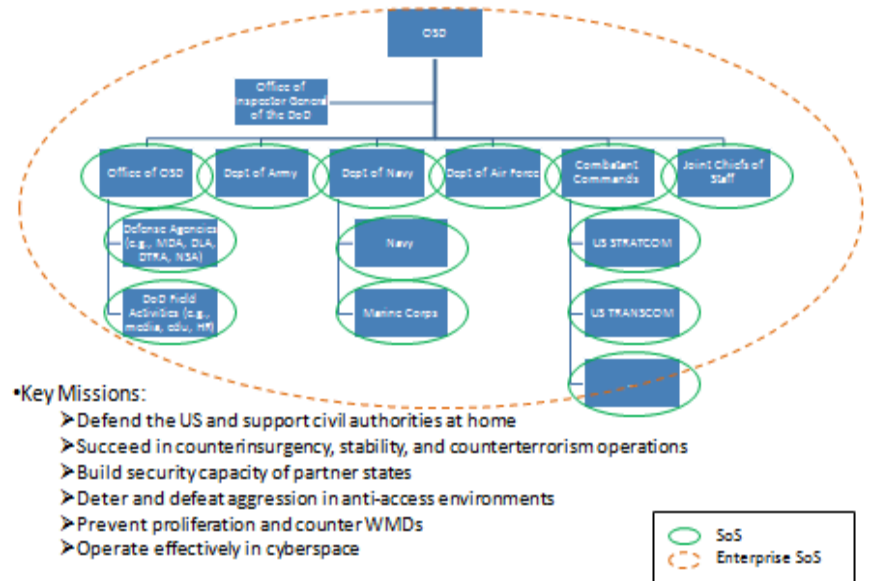 OSD
Office of
Inspector General
of the DoD
Office of OSD
Dept of Army
Dept of Navy
Dept of Air Force
Combatant
Commands
Joint Chiefs of
Staff
Defense Agencies
(e.g., MDA, DLA,
DTRA, NSA)
Navy
US STRATCOM
DoD Field
Activities (e.g.,
media, edu, HR)
Marine Corps
US TRANSCOM
...
•Key Missions:
➢Defend the US and support civil authorities at home
➢Succeed in counterinsurgency, stability, and counterterrorism operations
➢Build security capacity of partner states
➢Deter and defeat aggression in anti-access environments
➢Prevent proliferation and counter WMDs
➢Operate effectively in cyberspace
SoS
Enterprise SoS